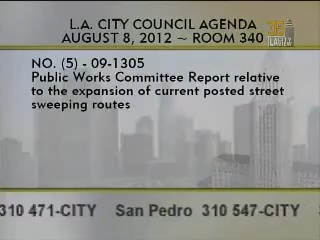 L.A. CITY COUNCIL AGENDA
AUGUST 8, 2012 ~ ROOM 340
35
NO. (5) - 09-1305
Public Works Committee Report relative
to the expansion of current posted street
sweeping routes
310 471-CITY San Pedro 310 547-CITY